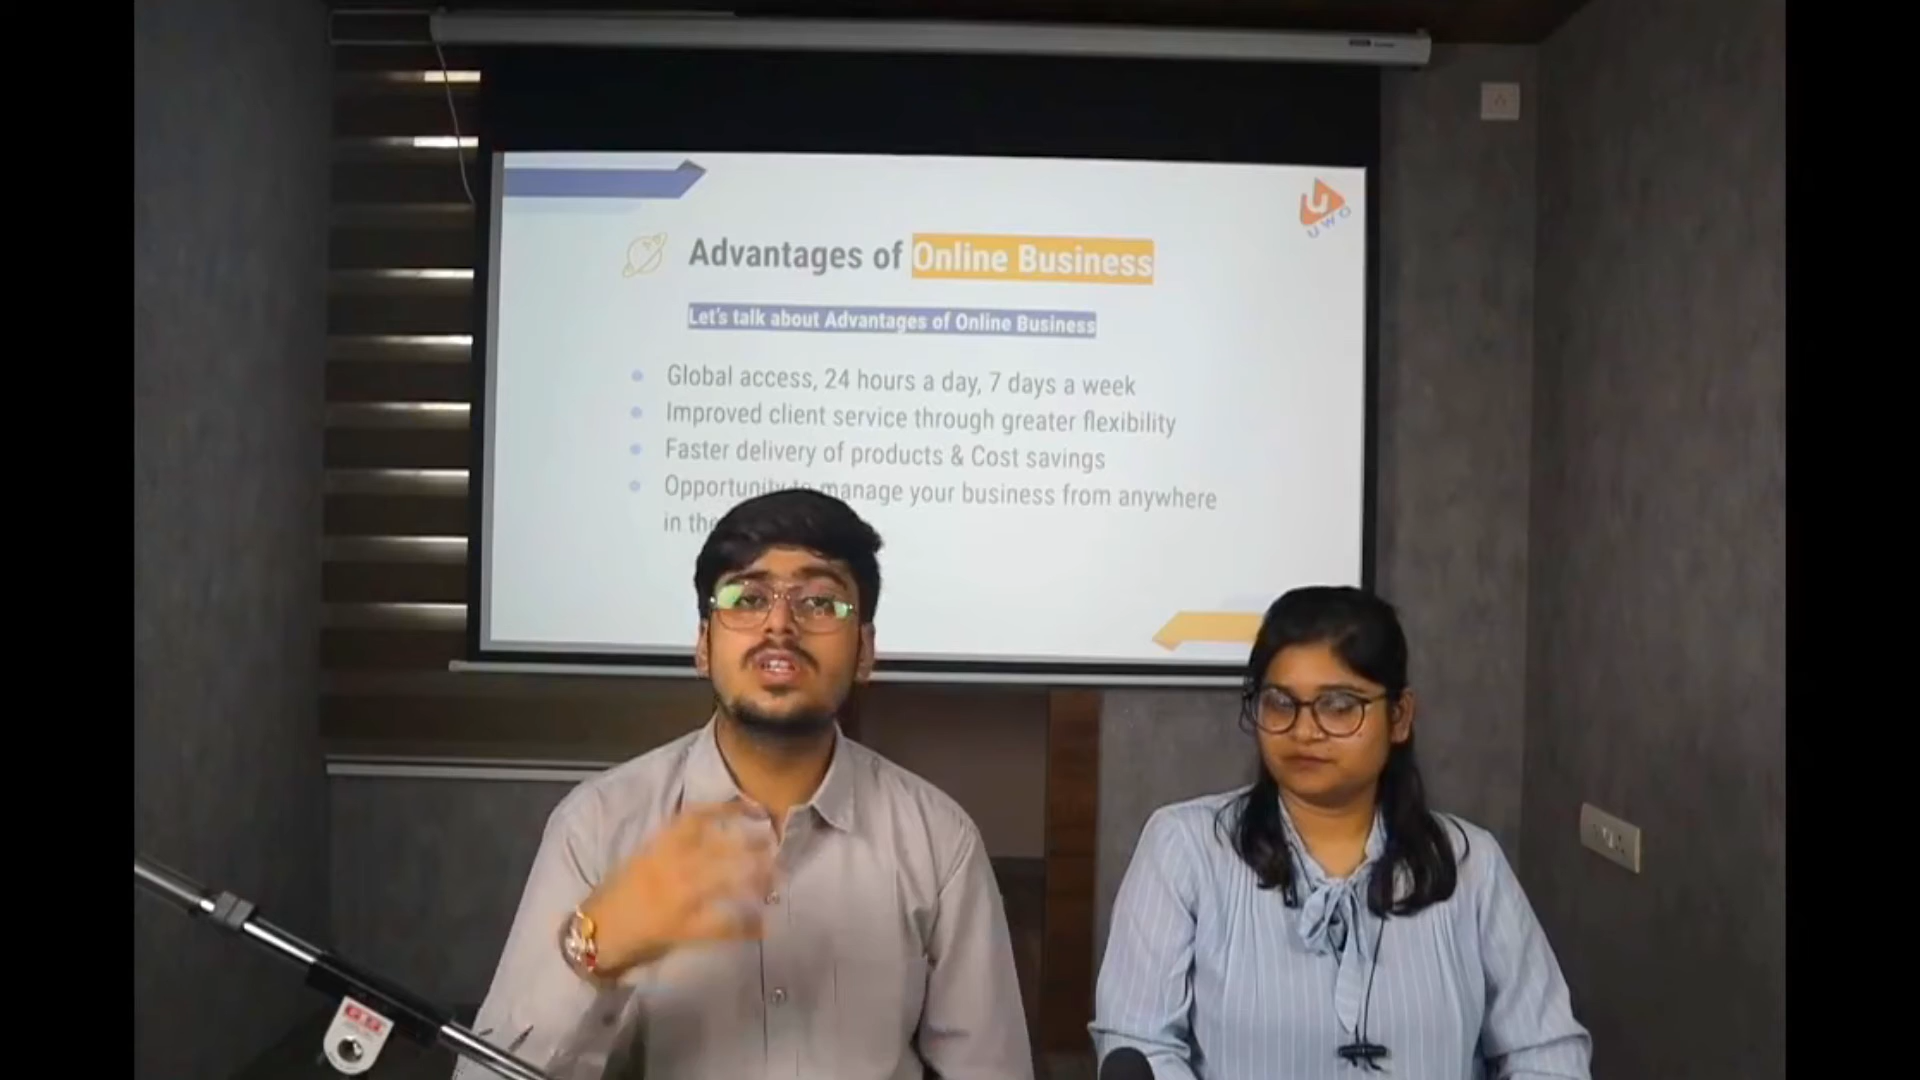 U
UWO
Advantages of Online Business
Let's talk about Advantages of Online Business
Global access, 24 hours a day, 7 days a week
Improved client service through greater flexibility
Faster delivery of products & Cost savings
Opportunity to manage your business from anywhere
in the